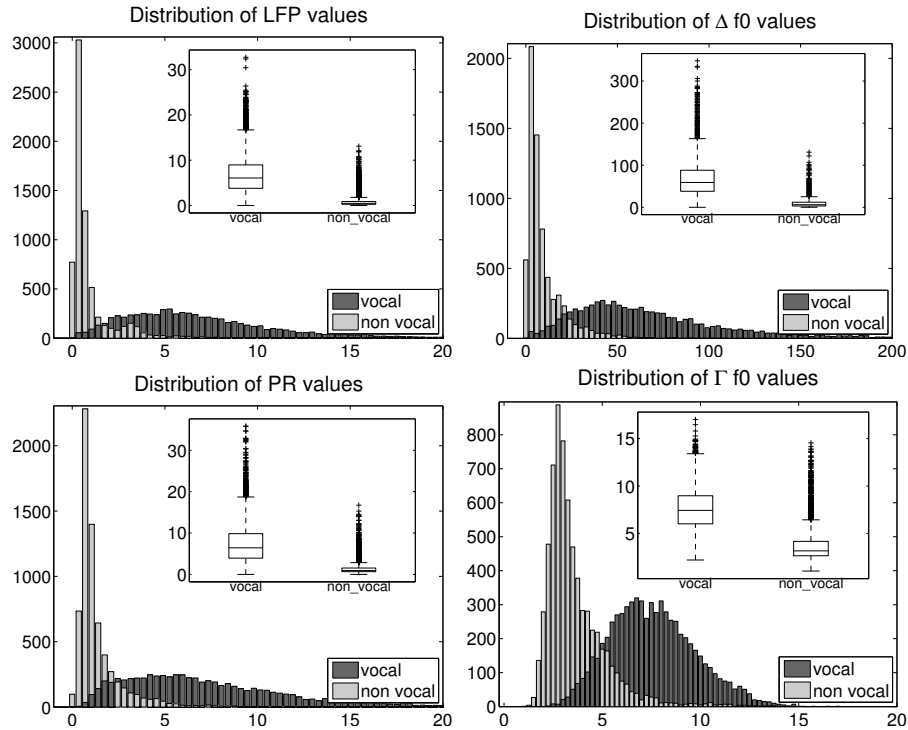 Distribution of LFP values
3000
2500
2000
1500
1000
500
0
0 5 10 15 20
30
20
10
0
vocal non_vocal
vocal
non vocal
Distribution of Δ f0 values
2000
1500
1000
500
0
0 50 100 150 200
300
200
100
0
vocal non_vocal
vocal
non vocal
Distribution of PR values
2000
1500
1000
500
0
0 5 10 15 20
30
20
10
0
vocal non_vocal
vocal
non vocal
Distribution of Γ f0 values
800
700
600
500
400
300
200
100
0
0 5 10 15 20
15
10
5
vocal non_vocal
vocal
non vocal